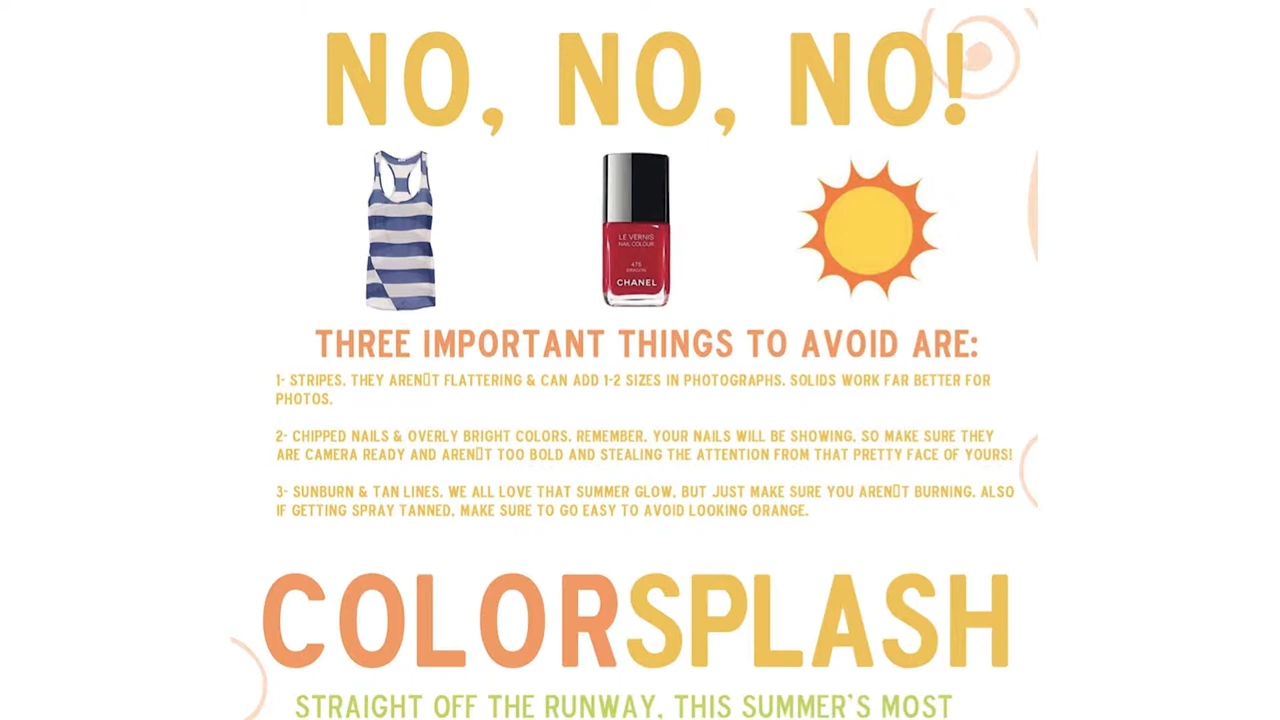 NO, NO, NO!
LE VERNIS
NAIL COLOUR
475
DRAGON
CHANEL
THREE IMPORTANT THINGS TO AVOID ARE:
1- STRIPES. THEY AREN▯T FLATTERING & CAN ADD 1-2 SIZES IN PHOTOGRAPHS. SOLIDS WORK FAR BETTER FOR
PHOTOS.
2- CHIPPED NAILS & OVERLY BRIGHT COLORS. REMEMBER, YOUR NAILS WILL BE SHOWING, SO MAKE SURE THEY
ARE CAMERA READY AND AREN▯T TOO BOLD AND STEALING THE ATTENTION FROM THAT PRETTY FACE OF YOURS!
3- SUNBURN & TAN LINES. WE ALL LOVE THAT SUMMER GLOW, BUT JUST MAKE SURE YOU AREN▯T BURNING. ALSO
IF GETTING SPRAY TANNED, MAKE SURE TO GO EASY TO AVOID LOOKING ORANGE.
COLORSPLASH
STRAIGHT OFF THE RUNWAY, THIS SUMMER'S MOST